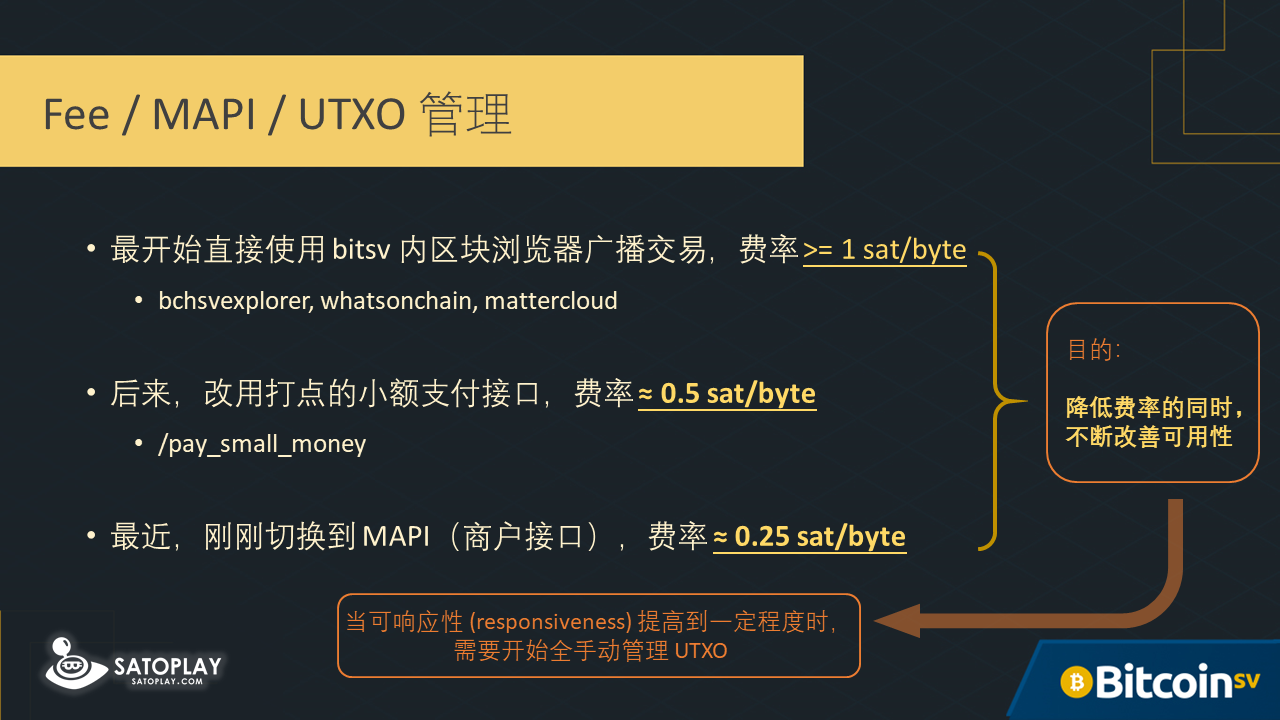 Fee / MAPI / UTXO 管理
• 最开始直接使用 bitsv 内区块浏览器广播交易，费率 >= 1 sat/byte
• bchsvexplorer, whatsonchain, mattercloud
• 后来，改用打点的小额支付接口，费率 ≈ 0.5 sat/byte
• /pay_small_money
• 最近，刚刚切换到 MAPI（商户接口），费率 ≈ 0.25 sat/byte
目的：
降低费率的同时，
不断改善可用性
当可响应性 (responsiveness) 提高到一定程度时，
需要开始全手动管理 UTXO
SATOPLAY
SATOPLAY.COM
BitcoinSV